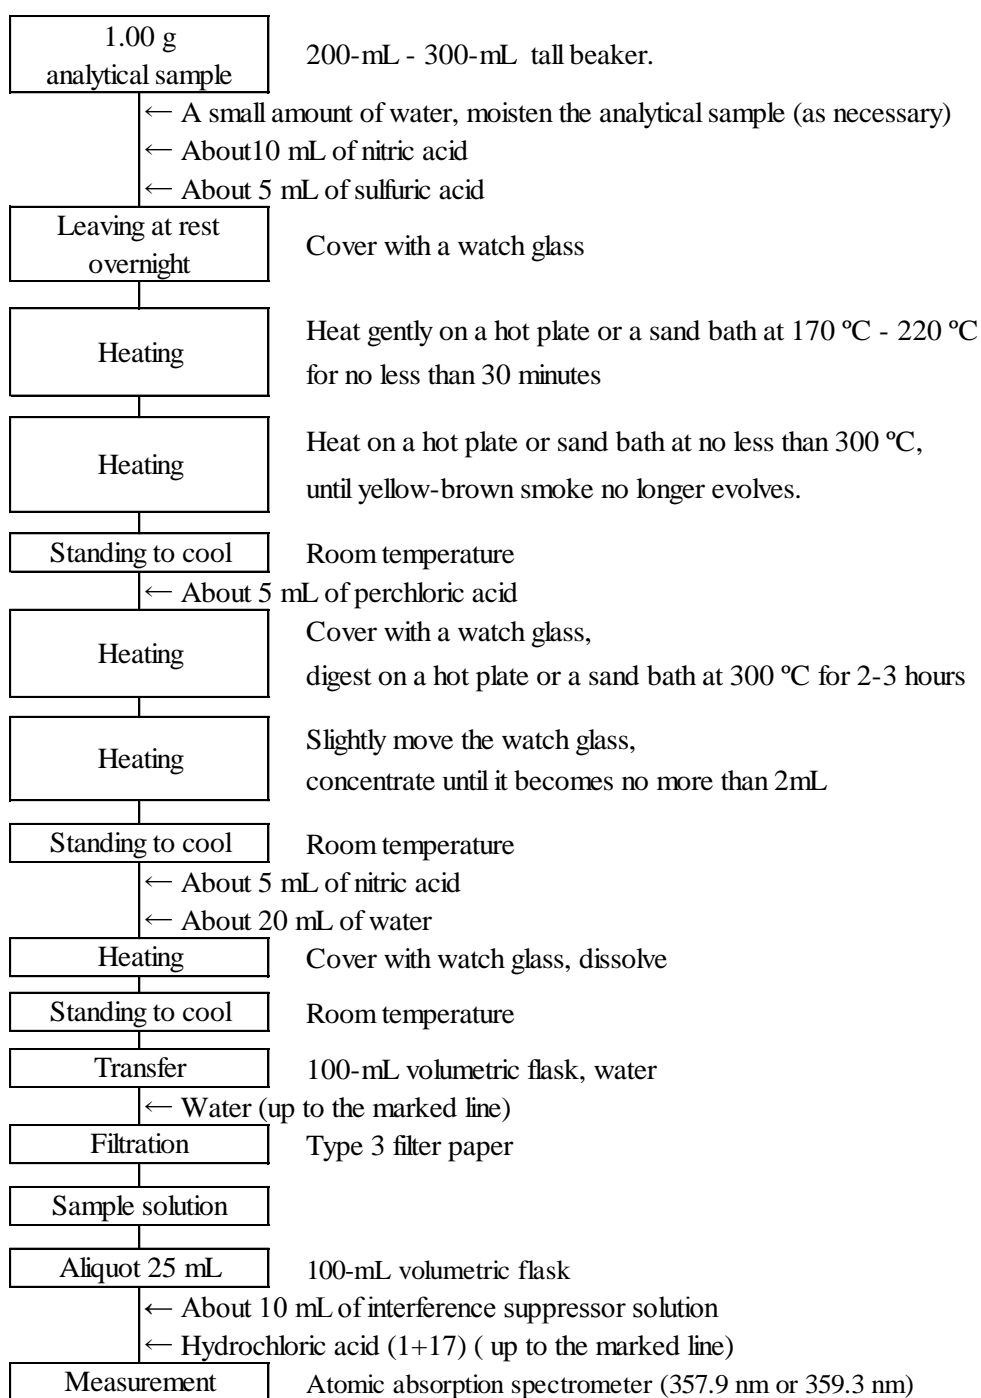 1.00 g
analytical sample
200-mL - 300-mL tall beaker.
← A small amount of water, moisten the analytical sample (as necessary)
← About10 mL of nitric acid
← About 5 mL of sulfuric acid
Leaving at rest
overnight
Cover with a watch glass
Heating
Heat gently on a hot plate or a sand bath at 170 ºC - 220 ºC
for no less than 30 minutes
Heating
Heat on a hot plate or sand bath at no less than 300 ºC,
until yellow-brown smoke no longer evolves.
Standing to cool
Room temperature
← About 5 mL of perchloric acid
Heating
Cover with a watch glass,
digest on a hot plate or a sand bath at 300 ºC for 2-3 hours
Heating
Slightly move the watch glass,
concentrate until it becomes no more than 2mL
Standing to cool
Room temperature
← About 5 mL of nitric acid
← About 20 mL of water
Heating
Cover with watch glass, dissolve
Standing to cool
Room temperature
Transfer
100-mL volumetric flask, water
← Water (up to the marked line)
Filtration
Type 3 filter paper
Sample solution
Aliquot 25 mL
100-mL volumetric flask
← About 10 mL of interference suppressor solution
← Hydrochloric acid (1+17) ( up to the marked line)
Measurement
Atomic absorption spectrometer (357.9 nm or 359.3 nm)